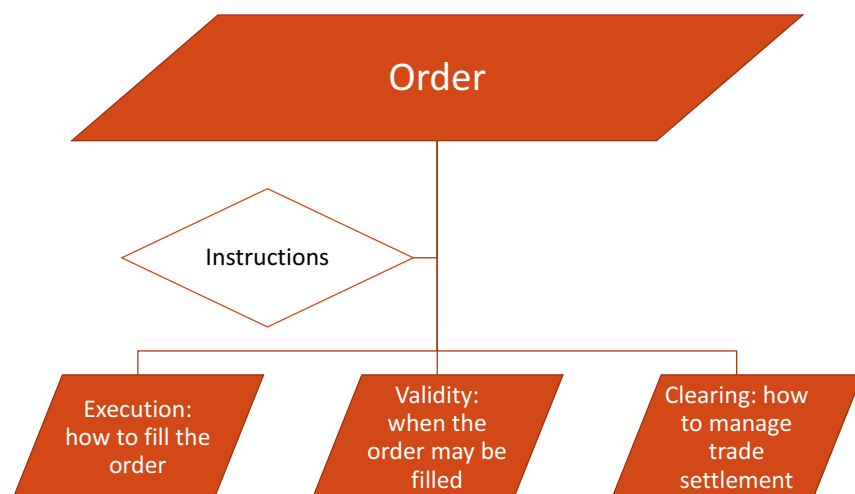 Order
Instructions
Execution:
how to fill the
order
Validity:
when the
order may be
filled
Clearing: how
to manage
trade
settlement